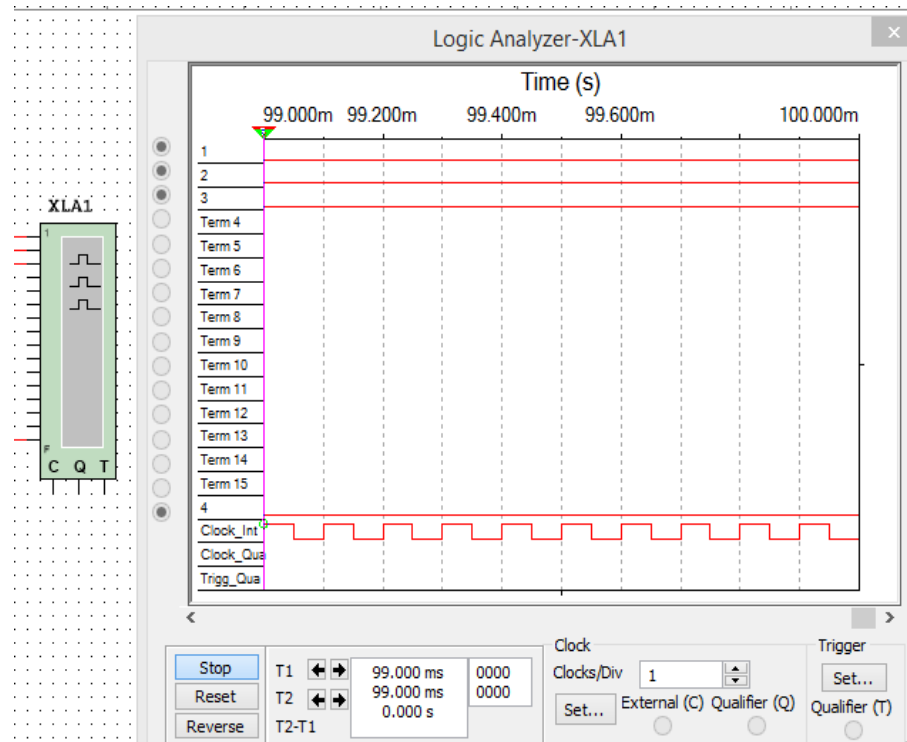 Logic Analyzer-XLA1
×
Time (s)
99.000m 99.200m 99.400m 99.600m 100.000m
1
2
3
Term 4
Term 5
Term 6
Term 7
Term 8
Term 9
Term 10
Term 11
Term 12
Term 13
Term 14
Term 15
4
Clock_Int
Clock_Qua
Trigg_Qua
XLA1
1
F
C Q T
Stop
Reset
Reverse
T1
T2
T2-T1
99.000 ms
99.000 ms
0.000 s
0000
0000
Clock
Clocks/Div 1
Set...
External (C) Qualifier (Q)
Trigger
Set...
Qualifier (T)